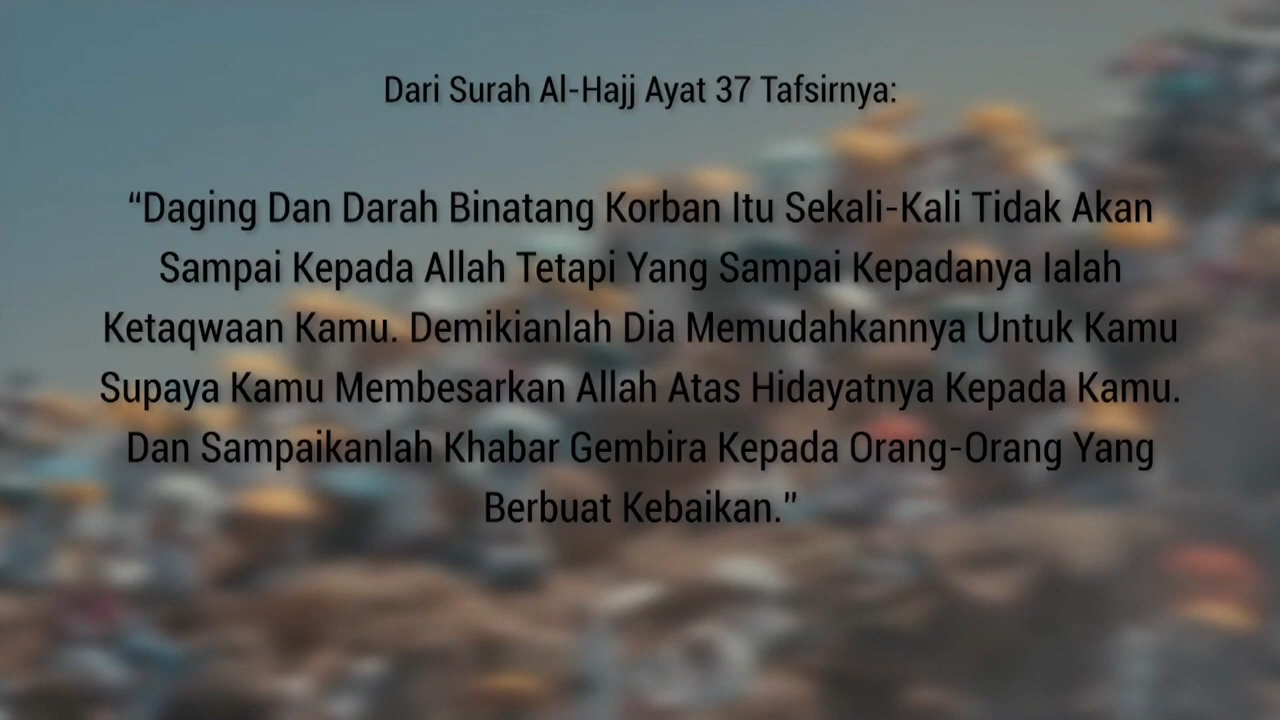 Dari Surah Al-Hajj Ayat 37 Tafsirnya:
“Daging Dan Darah Binatang Korban Itu Sekali-Kali Tidak Akan
Sampai Kepada Allah Tetapi Yang Sampai Kepadanya Ialah
Ketaqwaan Kamu. Demikianlah Dia Memudahkannya Untuk Kamu
Supaya Kamu Membesarkan Allah Atas Hidayatnya Kepada Kamu.
Dan Sampaikanlah Khabar Gembira Kepada Orang-Orang Yang
Berbuat Kebaikan.”